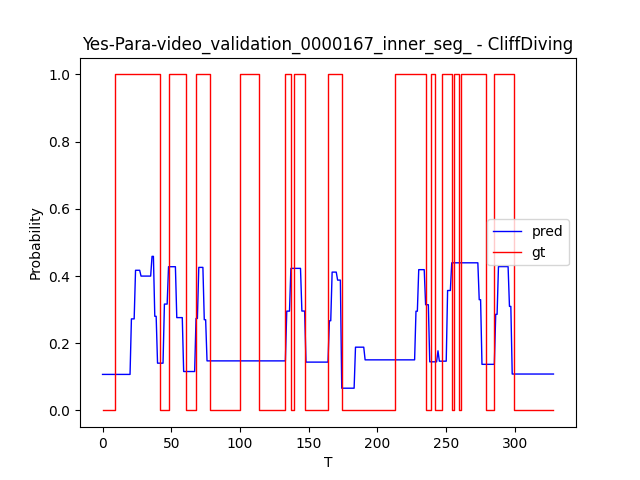 Yes-Para-video_validation_0000167_inner_seg_ - CliffDiving
1.0
0.8
0.6
0.4
0.2
0.0
Probability
pred
gt
0 50 100 150 200 250 300
T